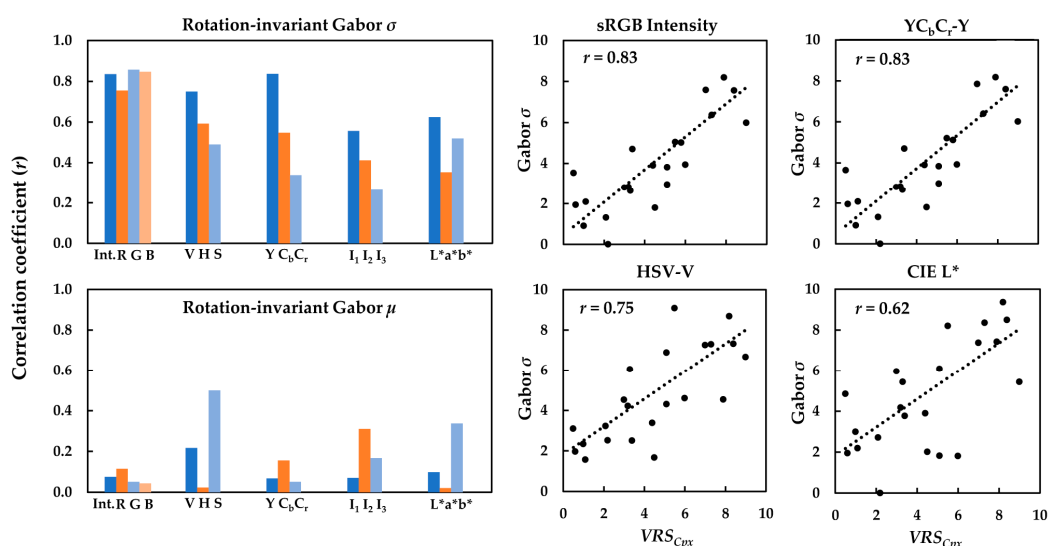 Rotation-invariant Gabor σ
Correlation coefficient (r)
1.0
0.8
0.6
0.4
0.2
0.0
Int. R G B
V H S
Y CbCr
I1 I2 I3
L*a*b*
Rotation-invariant Gabor μ
1.0
0.8
0.6
0.4
0.2
0.0
Int. R G B
V H S
Y CbCr
I1 I2 I3
L*a*b*
sRGB Intensity
r = 0.83
Gabor σ
10
8
6
4
2
0
YCbCr-Y
r = 0.83
Gabor σ
10
8
6
4
2
0
HSV-V
r = 0.75
Gabor σ
10
8
6
4
2
0
0 2 4 6 8 10
VRSCpx
CIE L*
r = 0.62
Gabor σ
10
8
6
4
2
0
0 2 4 6 8 10
VRSCpx